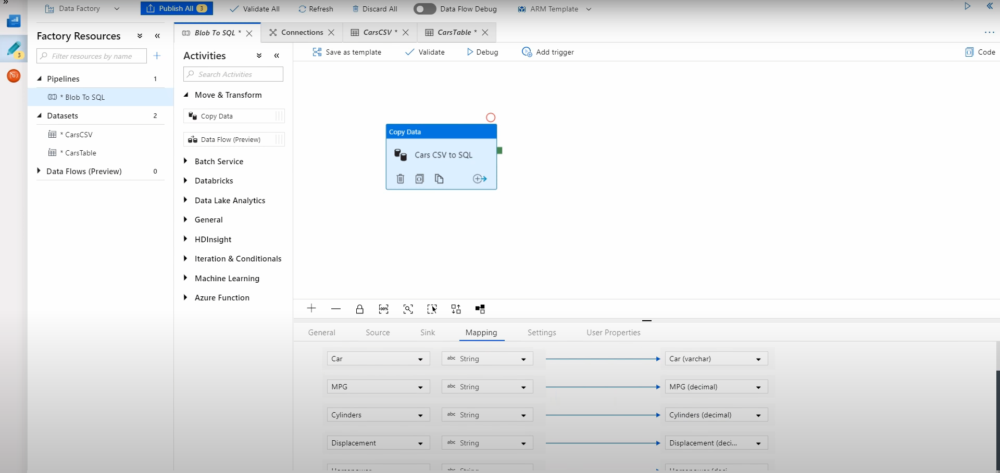 »
Data Factory
Publish All 3
Validate All
Refresh
Discard All
Data Flow Debug
ARM Template
3
Factory Resources
Filter resources by name
Pipelines 1
* Blob To SQL
Datasets 2
* CarsCSV
* CarsTable
Data Flows (Preview) 0
Blob To SQL *
Connections
CarsCSV *
CarsTable *
Activities
Search Activities
Move & Transform
Copy Data
Data Flow (Preview)
Batch Service
Databricks
Data Lake Analytics
General
HDInsight
Iteration & Conditionals
Machine Learning
Azure Function
Save as template
Validate
Debug
Add trigger
Code
Copy Data
Cars CSV to SQL
100%
General
Source
Sink
Mapping
Settings
User Properties
Car abc String Car (varchar)
MPG abc String MPG (decimal)
Cylinders abc String Cylinders (decimal)
Displacement abc String Displacement (deci...